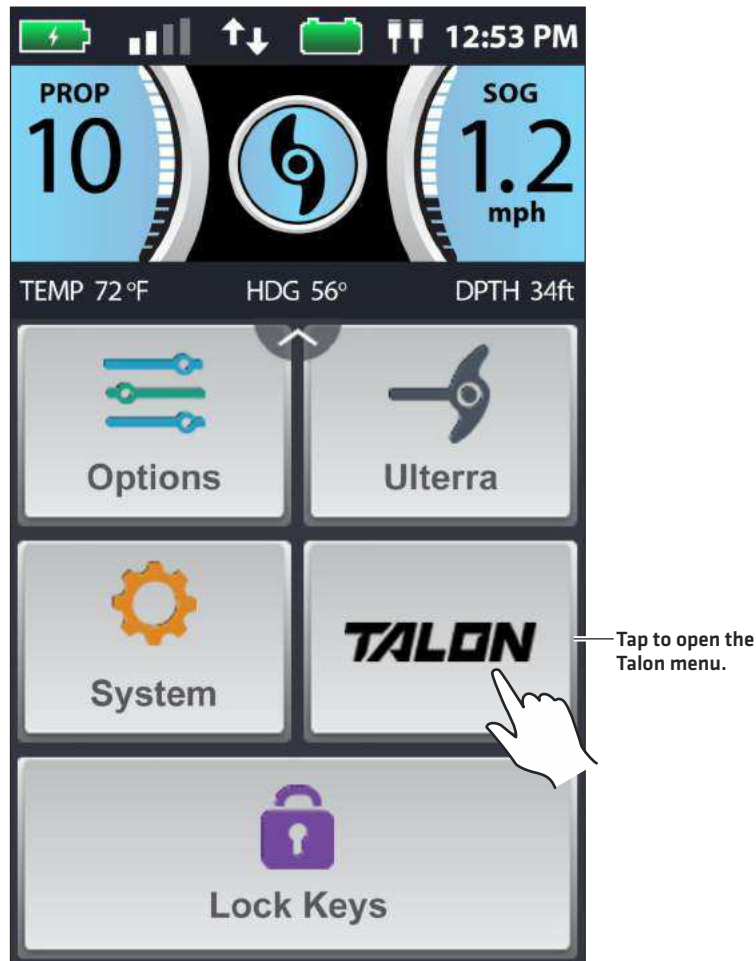 12:53 PM
PROP
10
SOG
1.2
mph
TEMP 72 °F HDG 56° DPTH 34ft
Options
Ulterra
System
TALON
Tap to open the
Talon menu.
Lock Keys